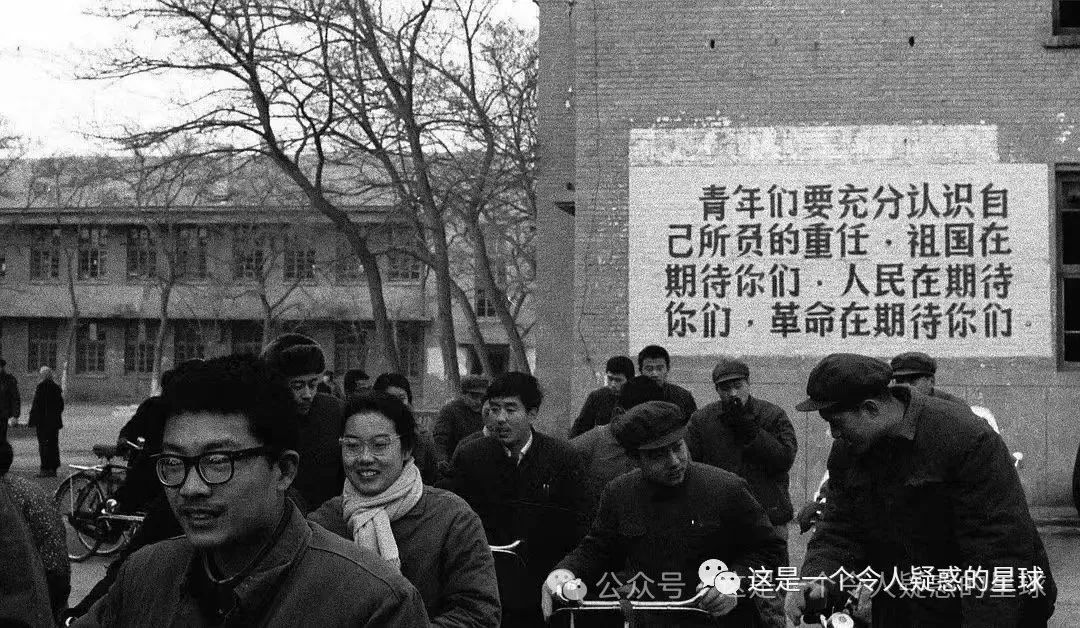 青年们要充分认识自
己所负的重任·祖国在
期待你们·人民在期待
你们·革命在期待你们·
公众号
这是一个令人疑惑的星球